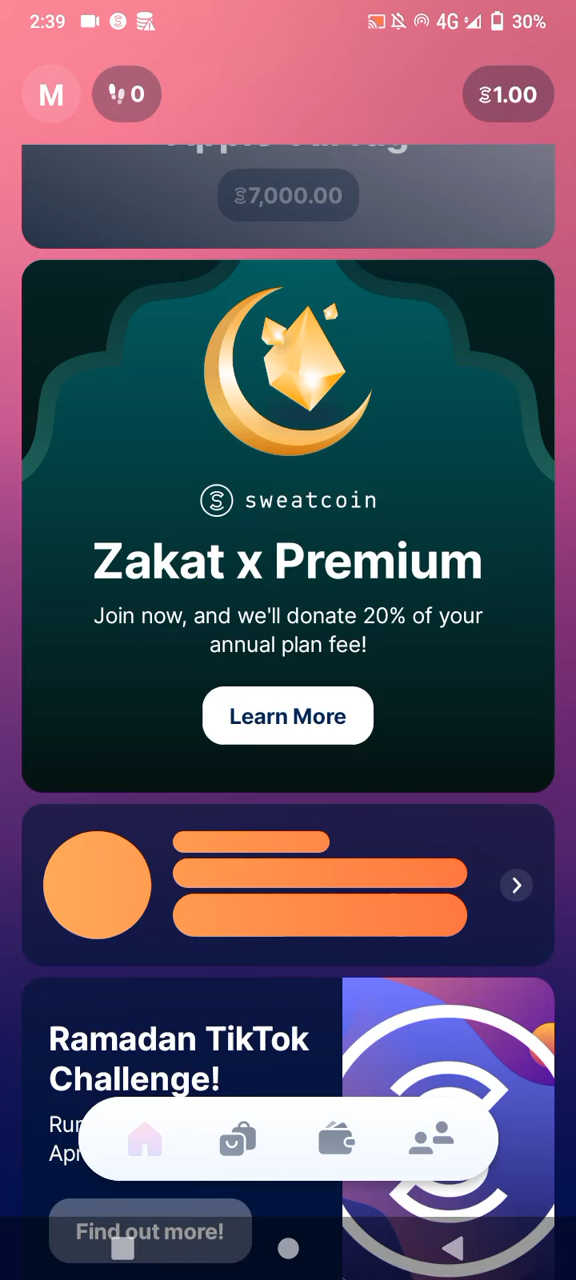 2:39
4G
30%
M
0
1.00
7,000.00
sweatcoin
Zakat x Premium
Join now, and we'll donate 20% of your
annual plan fee!
Learn More
Ramadan TikTok
Challenge!
Find out more!